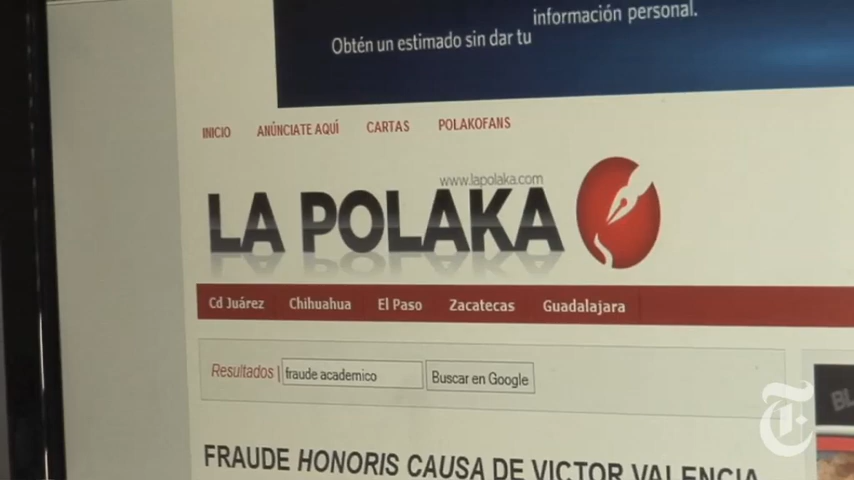 Obtén un estimado sin dar tu información personal.
INICIO ANÚNCIATE AQUÍ CARTAS POLAKOFANS
www.lapolaka.com
LA POLAKA
Cd Juárez Chihuahua El Paso Zacatecas Guadalajara
Resultados | fraude academico Buscar en Google
BL
T
FRAUDE HONORIS CAUSA DE VICTOR VALENCIA